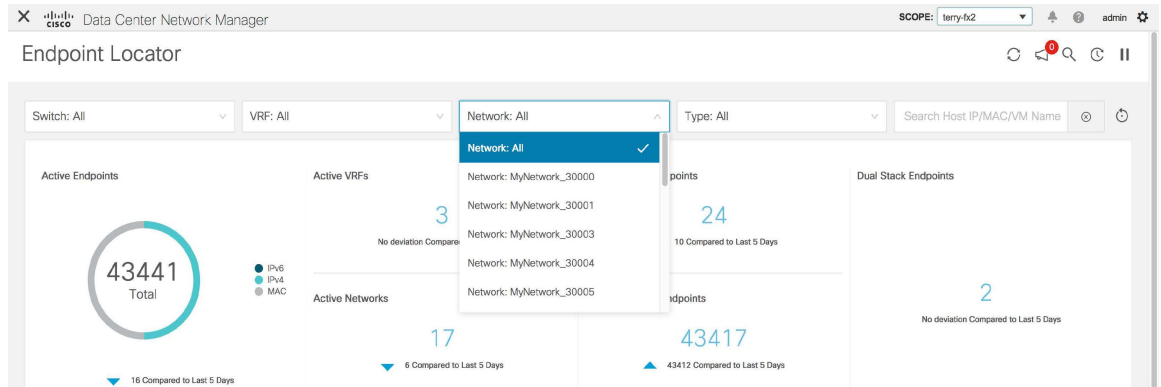 cisco Data Center Network Manager
SCOPE: terry-fx2
admin
Endpoint Locator
0
Switch: All
VRF: All
Network: All
Type: All
Search Host IP/MAC/VM Name
Network: All
Network: MyNetwork_30000
Network: MyNetwork_30001
Network: MyNetwork_30003
Network: MyNetwork_30004
Network: MyNetwork_30005
Active Endpoints
43441
Total
IPv6
IPv4
MAC
16 Compared to Last 5 Days
Active VRFs
3
No deviation Compare
Active Networks
17
6 Compared to Last 5 Days
points
24
10 Compared to Last 5 Days
dpoints
43417
43412 Compared to Last 5 Days
Dual Stack Endpoints
2
No deviation Compared to Last 5 Days